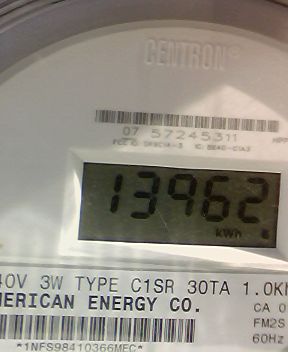 CENTRON®
07 57245311
13962
kWh
40V 3W TYPE C1SR 30TA 1.0Kh
MERICAN ENERGY CO.
CA 0
FM2S
60Hz
*1NFS98410366MEC*